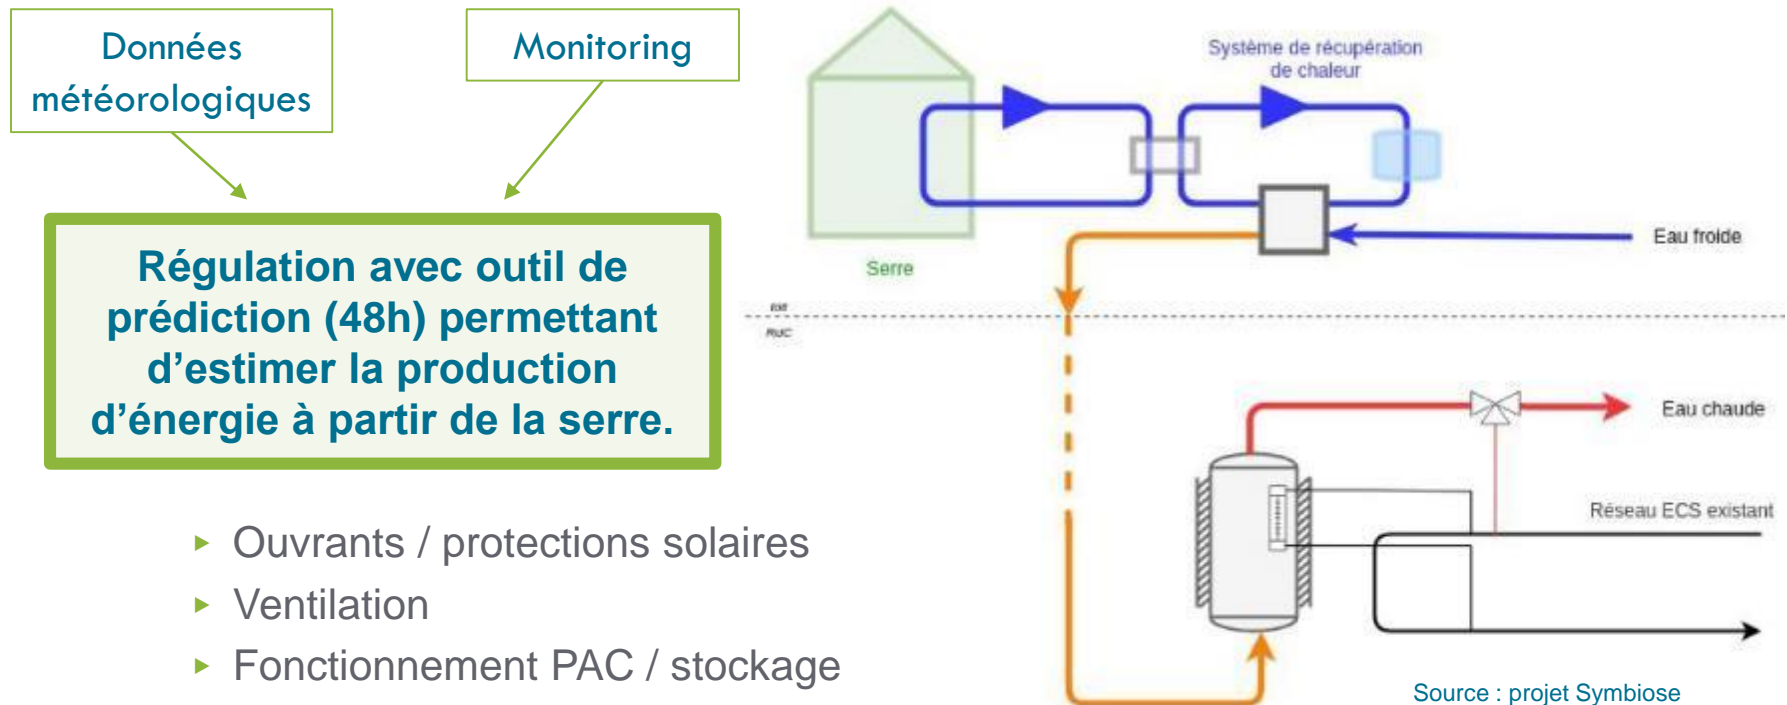 Données
météorologiques
Monitoring
Régulation avec outil de
prédiction (48h) permettant
d'estimer la production
d'énergie à partir de la serre.
▸ Ouvrants / protections solaires
▸ Ventilation
▸ Fonctionnement PAC / stockage
Système de récupération
de chaleur
Serre
Eau froide
RDC
Eau chaude
Réseau ECS existant
Source : projet Symbiose